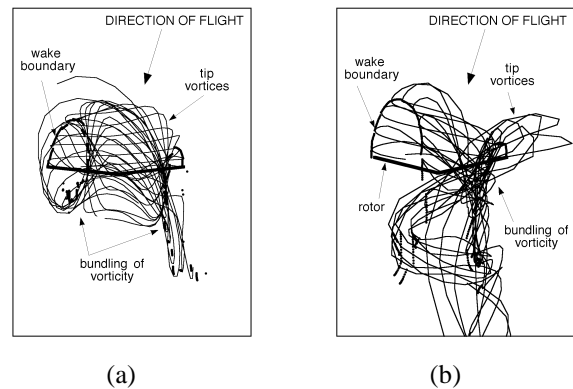 DIRECTION OF FLIGHT
wake
boundary
tip
vortices
bundling of
vorticity
(a)
DIRECTION OF FLIGHT
wake
boundary
tip
vortices
rotor
bundling of
vorticity
(b)